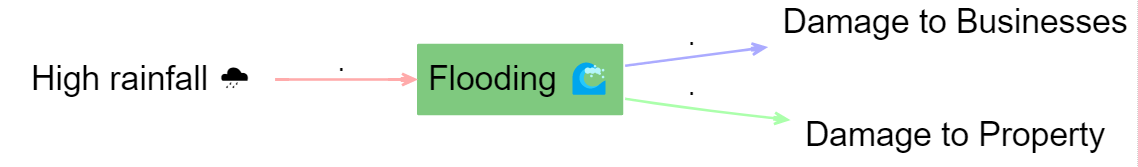 High rainfall 🌧
Flooding 🌊
Damage to Businesses
Damage to Property